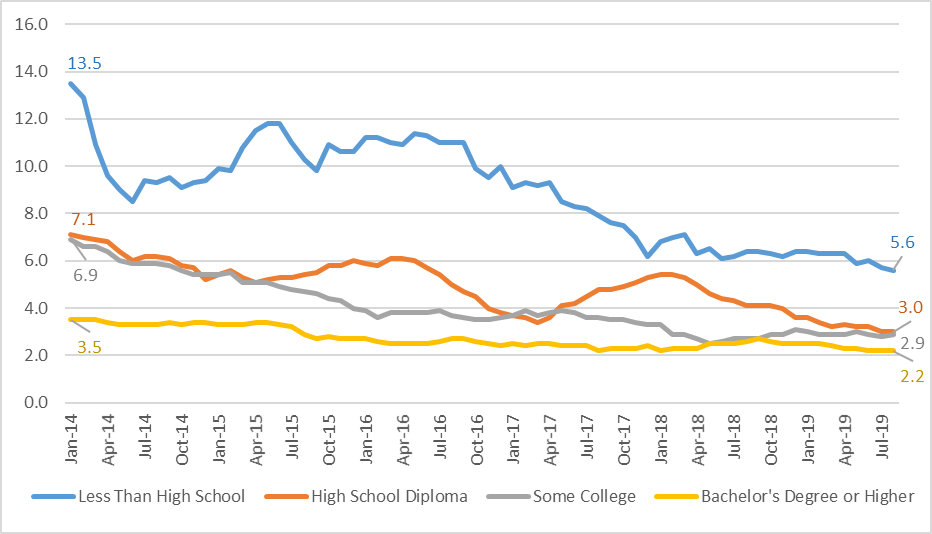 16.0
14.0
12.0
10.0
8.0
6.0
4.0
2.0
0.0
13.5
7.1
6.9
3.5
5.6
3.0
2.9
2.2
Jan-14
Apr-14
Jul-14
Oct-14
Jan-15
Apr-15
Jul-15
Oct-15
Jan-16
Apr-16
Jul-16
Oct-16
Jan-17
Apr-17
Jul-17
Oct-17
Jan-18
Apr-18
Jul-18
Oct-18
Jan-19
Apr-19
Jul-19
Less Than High School High School Diploma Some College Bachelor's Degree or Higher